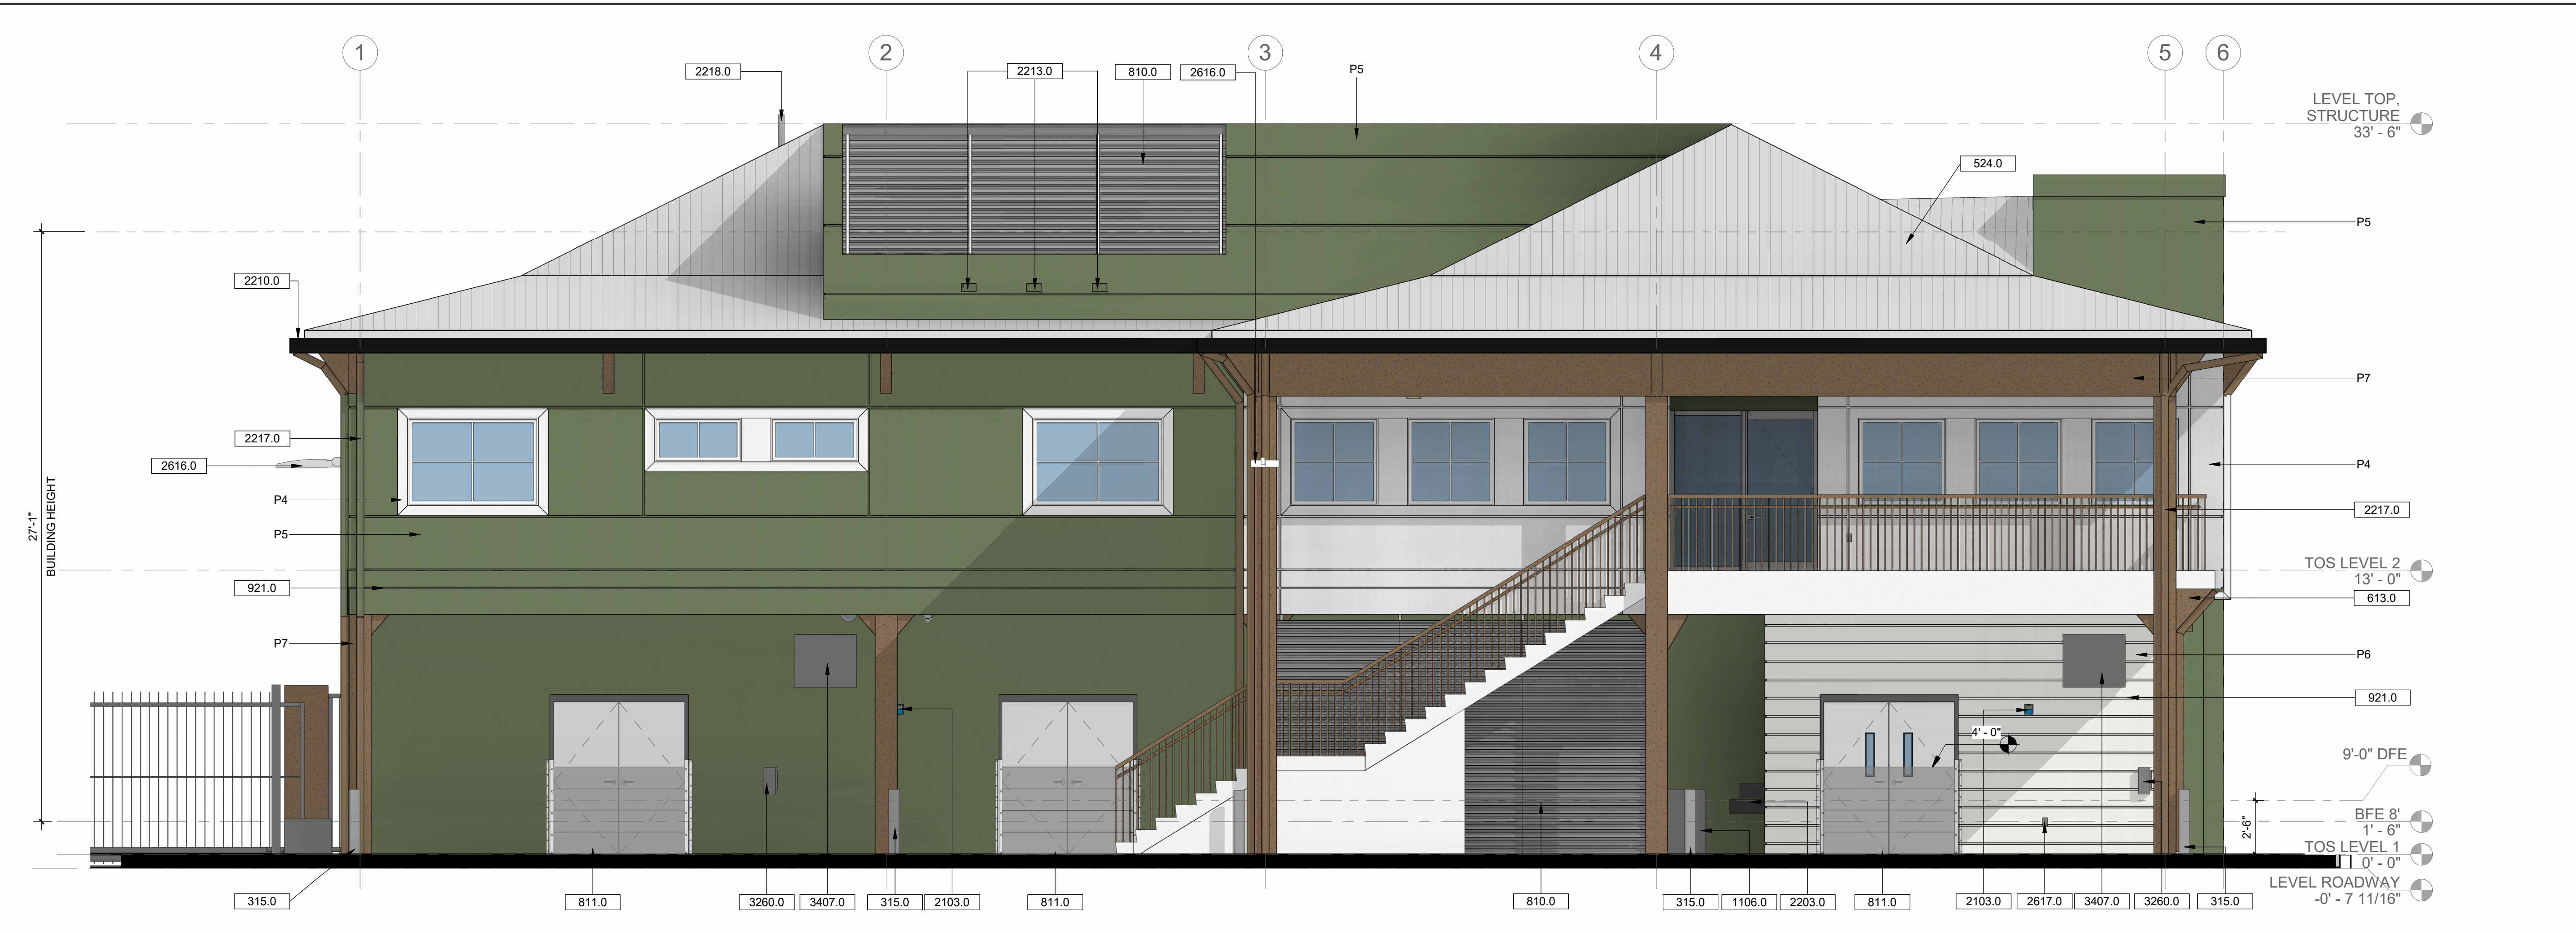 1
2
3
4
5
6
2218.0
2213.0
810.0
2616.0
P5
LEVEL TOP,
STRUCTURE
33' - 6"
524.0
P5
2210.0
P7
2217.0
2616.0
P4
P4
27'-1"
BUILDING HEIGHT
P5
2217.0
TOS LEVEL 2
13' - 0"
921.0
613.0
P7
P6
921.0
4' - 0"
9'-0" DFE
2'-6"
BFE 8'
1' - 6"
TOS LEVEL 1
0' - 0"
LEVEL ROADWAY
-0' - 7 11/16"
315.0
811.0
3260.0
3407.0
315.0
2103.0
811.0
810.0
315.0
1106.0
2203.0
811.0
2103.0
2617.0
3407.0
3260.0
315.0